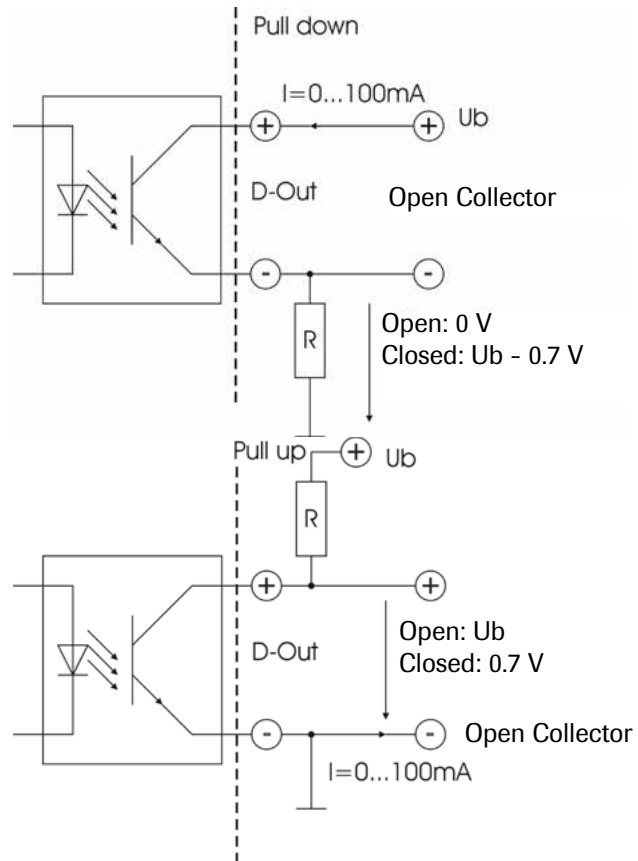 Pull down
I=0...100mA
+
+
Ub
D-Out
Open Collector
-
-
R
Open: 0 V
Closed: Ub - 0.7 V
Pull up
+
Ub
R
+
+
D-Out
Open: Ub
Closed: 0.7 V
-
-
Open Collector
I=0...100mA